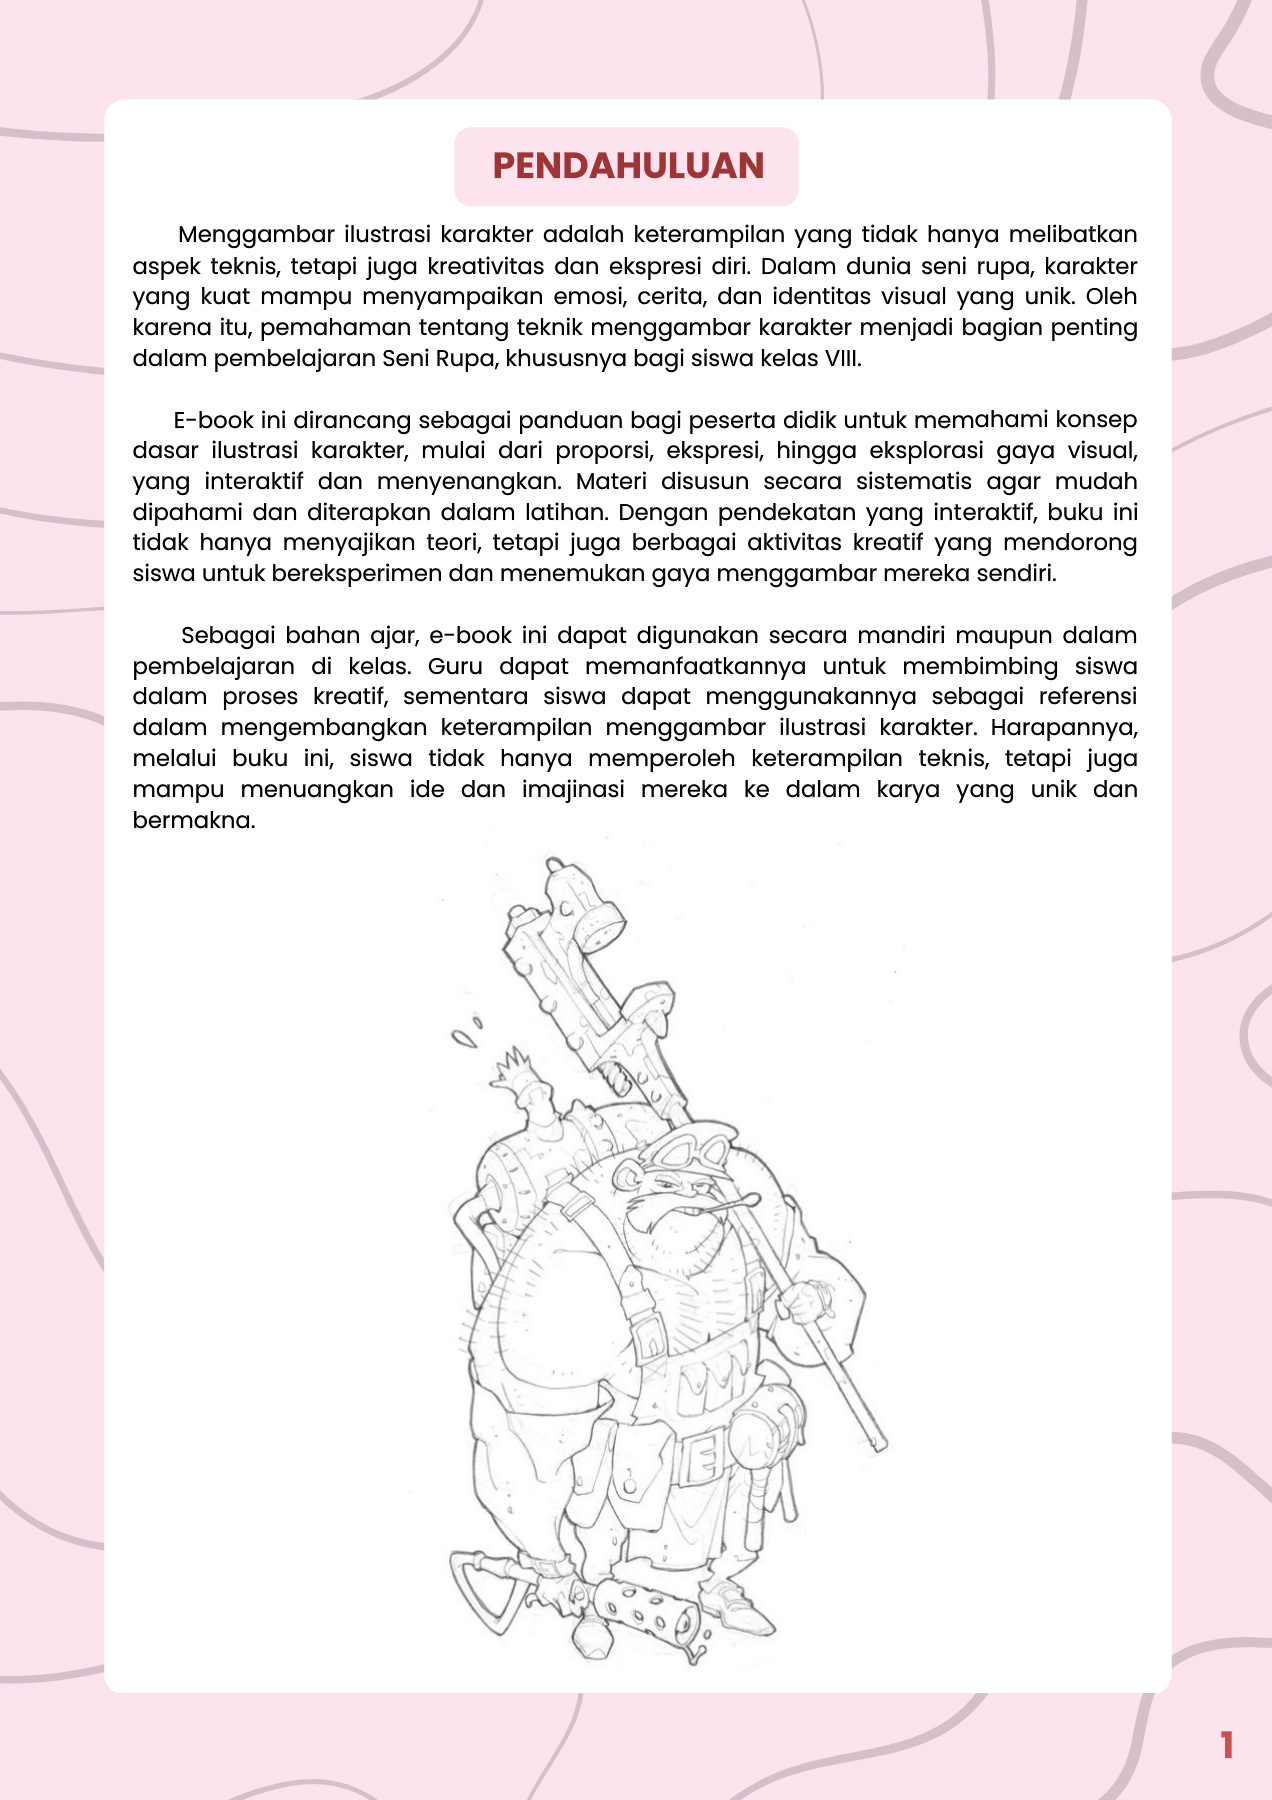 PENDAHULUAN
Menggambar ilustrasi karakter adalah keterampilan yang tidak hanya melibatkan
aspek teknis, tetapi juga kreativitas dan ekspresi diri. Dalam dunia seni rupa, karakter
yang kuat mampu menyampaikan emosi, cerita, dan identitas visual yang unik. Oleh
karena itu, pemahaman tentang teknik menggambar karakter menjadi bagian penting
dalam pembelajaran Seni Rupa, khususnya bagi siswa kelas VIII.
E-book ini dirancang sebagai panduan bagi peserta didik untuk memahami konsep
dasar ilustrasi karakter, mulai dari proporsi, ekspresi, hingga eksplorasi gaya visual,
yang interaktif dan menyenangkan. Materi disusun secara sistematis agar mudah
dipahami dan diterapkan dalam latihan. Dengan pendekatan yang interaktif, buku ini
tidak hanya menyajikan teori, tetapi juga berbagai aktivitas kreatif yang mendorong
siswa untuk bereksperimen dan menemukan gaya menggambar mereka sendiri.
Sebagai bahan ajar, e-book ini dapat digunakan secara mandiri maupun dalam
pembelajaran di kelas. Guru dapat memanfaatkannya untuk membimbing siswa
dalam proses kreatif, sementara siswa dapat menggunakannya sebagai referensi
dalam mengembangkan keterampilan menggambar ilustrasi karakter. Harapannya,
melalui buku ini, siswa tidak hanya memperoleh keterampilan teknis, tetapi juga
mampu menuangkan ide dan imajinasi mereka ke dalam karya yang unik dan
bermakna.
1